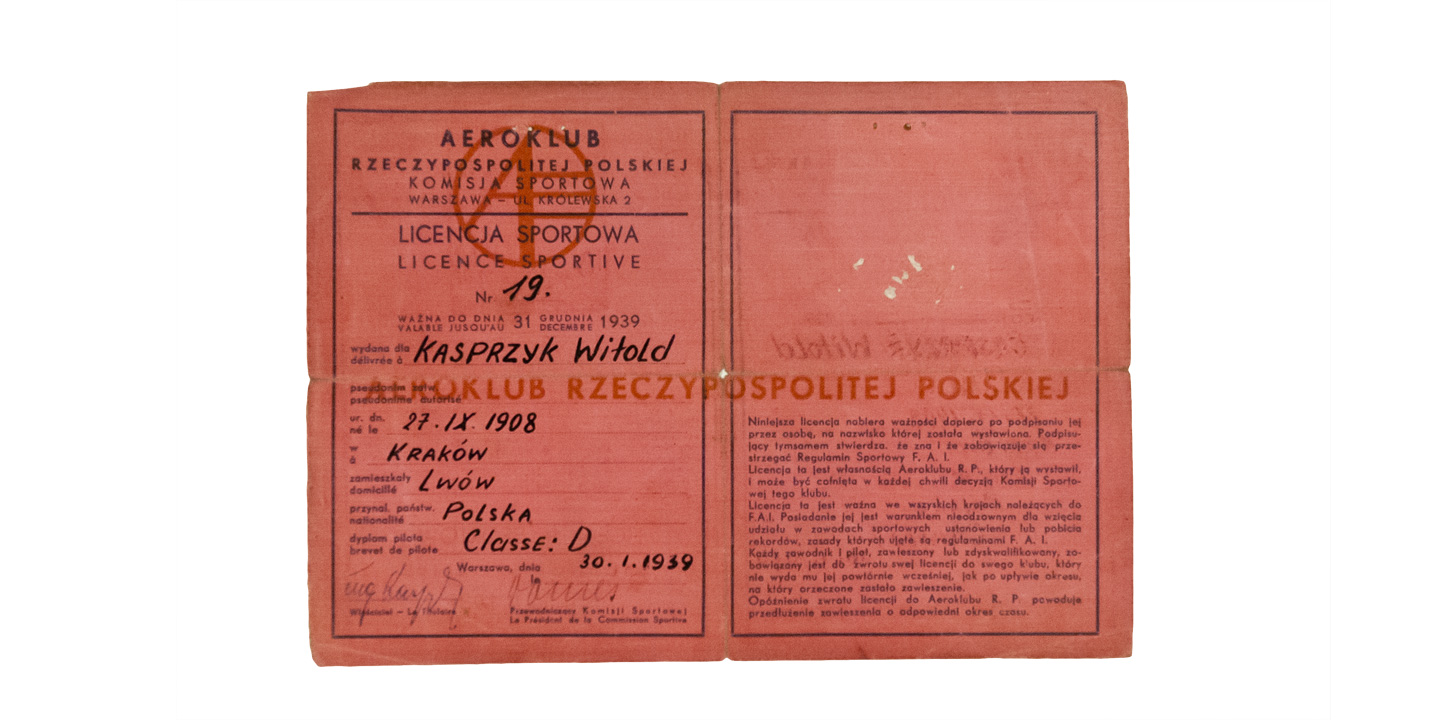 AEROKLUB
RZECZYPOSPOLITEJ POLSKIEJ
KOMISJA SPORTOWA
WARSZAWA – UL. KRÓLEWSKA 2
LICENCJA SPORTOWA
LICENCE SPORTIVE
Nr 19.
WAŻNA DO DNIA 31 GRUDNIA 1939
VALABLE JUSQU'AU DECEMBRE
wydana dla KASPRZYK Witold
délivrée à
pseudonim zatw.
pseudonime autorisé
ur. dn. 27.IX.1908
né le
w KRAKÓW
à
zamieszkały LWÓW
domicilié
przynal. państw. POLSKA
nationalité
dyplom pilota Classe: D
brevet de pilote
Warszawa, dnia 30.1.1939
Właściciel – Le Titulaire
Przewodniczący Komisji Sportowej
Le Président de la Commission Sportive
AEROKLUB RZECZYPOSPOLITEJ POLSKIEJ
Niniejsza licencja nabiera ważności dopiero po podpisaniu jej
przez osobę, na nazwisko której została wystawiona. Podpisu-
jący tymsamem stwierdza, że zna i że zobowiązuje się prze-
strzegać Regulamin Sportowy F. A. I.
Licencja ta jest własnością Aeroklubu R. P., który ją wystawił,
i może być cofnięta w każdej chwili decyzją Komisji Sporto-
wej tego klubu.
Licencja ta jest ważna we wszyskich krajach należących do
F.A.I. Posiadanie jej jest warunkiem nieodzownym dla wzięcia
udziału w zawodach sportowych ustanowienia lub pobicia
rekordów, zasady których ujęte są regulaminami F. A. I.
Każdy zawodnik i pilot, zawieszony lub zdyskwalifikowany, zo-
bowiązany jest do zwrotu swej licencji do swego klubu, który
nie wyda mu jej powtórnie wcześniej, jak po upływie okresu,
na który orzeczone zostało zawieszenie.
Opóźnienie zwrotu licencji do Aeroklubu R. P. powoduje
przedłużenie zawieszenia o odpowiedni okres czasu.